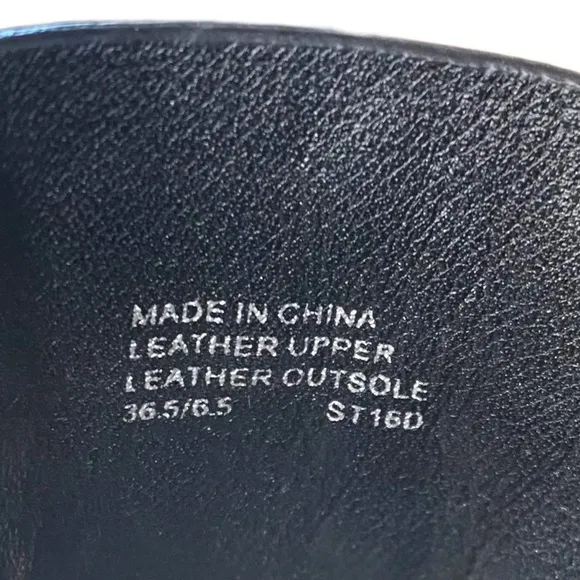 MADE IN CHINA
LEATHER UPPER
LEATHER OUTSOLE
36.5/6.5 ST16D